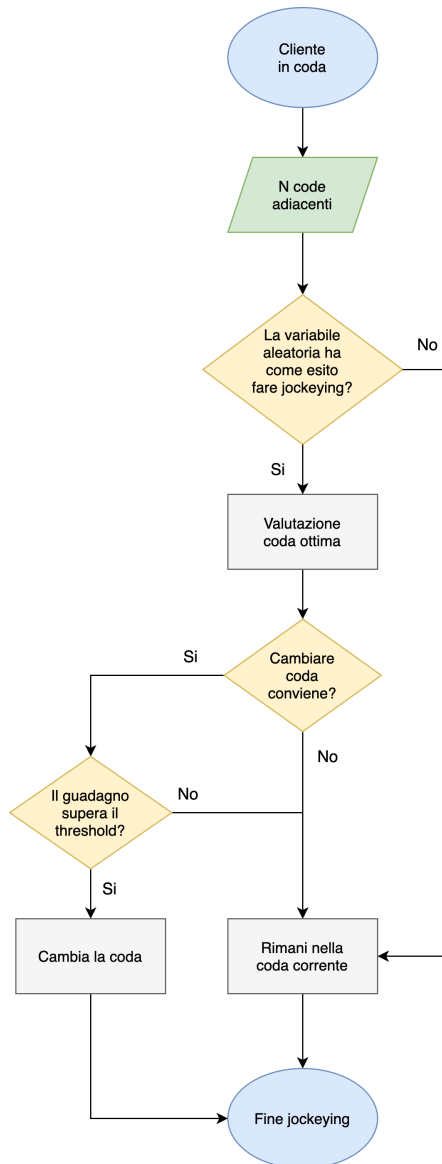 Cliente
in coda
N code
adiacenti
La variabile
aleatoria ha
come esito
fare jockeying?
No
Si
Valutazione
coda ottima
Si
Cambiare
coda
conviene?
No
Il guadagno
supera il
threshold?
No
Si
Cambia la coda
Rimani nella
coda corrente
Fine jockeying